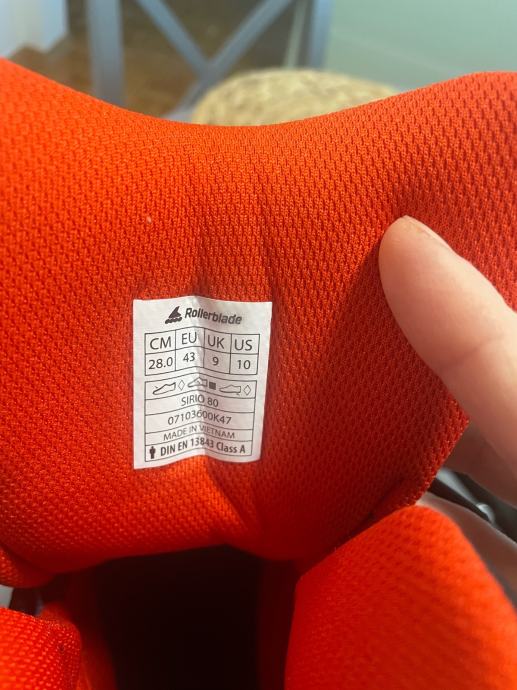 Rollerblade
CM EU UK US
28.0 43 9 10
SIRIO 80
07103600K47
MADE IN VIETNAM
DIN EN 13843 Class A